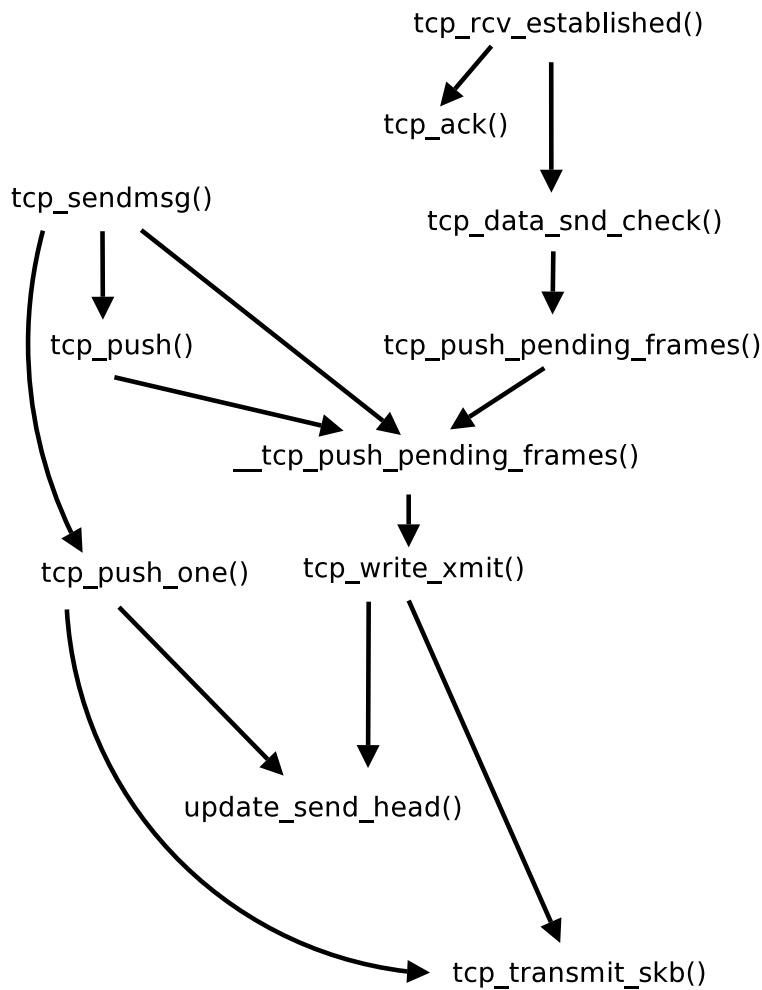 tcp_rcv_established()
tcp_ack()
tcp_sendmsg()
tcp_data_snd_check()
tcp_push()
tcp_push_pending_frames()
__tcp_push_pending_frames()
tcp_push_one()
tcp_write_xmit()
update_send_head()
tcp_transmit_skb()